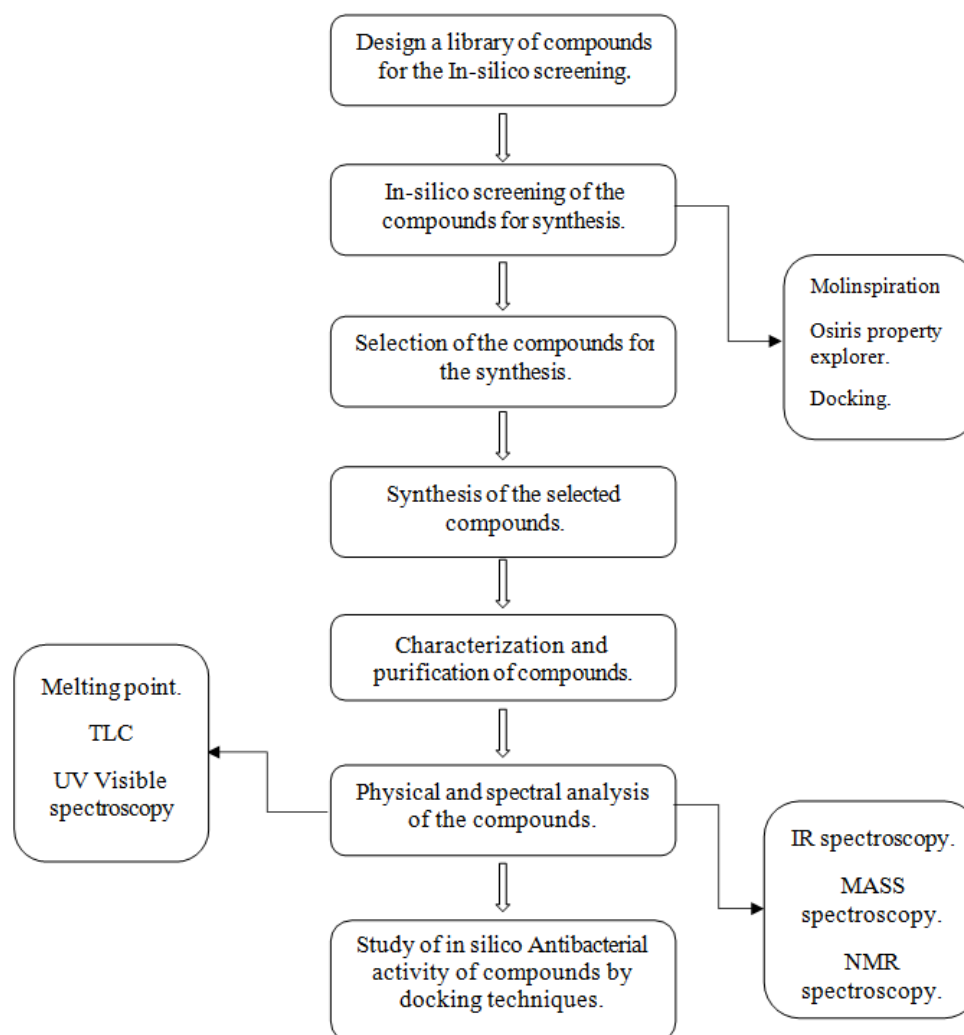 Design a library of compounds
for the In-silico screening.
In-silico screening of the
compounds for synthesis.
Molinspiration
Osiris property
explorer.
Docking.
Selection of the compounds for
the synthesis.
Synthesis of the selected
compounds.
Characterization and
purification of compounds.
Melting point.
TLC
UV Visible
spectroscopy
Physical and spectral analysis
of the compounds.
IR spectroscopy.
MASS
spectroscopy.
NMR
spectroscopy.
Study of in silico Antibacterial
activity of compounds by
docking techniques.